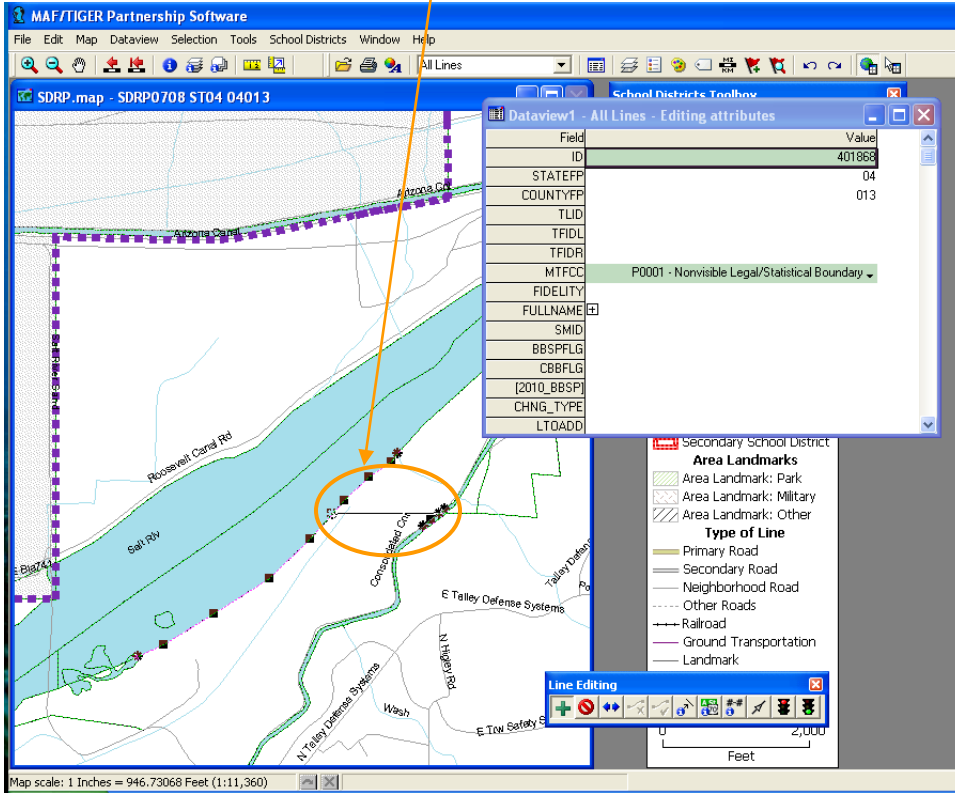 MAF/TIGER Partnership Software
File Edit Map Dataview Selection Tools School Districts Window Help
All Lines
SDRP.map - SDRP0708 ST04 04013
School Districts Toolbox
Dataview1 - All Lines - Editing attributes
Field Value
ID 401868
STATEFP 04
COUNTYFP 013
TLID
TFIDL
TFIDR
MTFCC P0001 - Nonvisible Legal/Statistical Boundary
FIDELITY
FULLNAME
SMID
BBSPFLG
CBBFLG
[2010_BBSP]
CHNG_TYPE
LTOADD
Arizona Canal
Roosevelt Canal Rd
Salt Riv
E Talley Defense Systems
N Higley Rd
N Talley Defense Systems
Wash
Secondary School District
Area Landmarks
Area Landmark: Park
Area Landmark: Military
Area Landmark: Other
Type of Line
Primary Road
Secondary Road
Neighborhood Road
Other Roads
Railroad
Ground Transportation
Landmark
Line Editing
0 2,000
Feet
Map scale: 1 Inches = 946.73068 Feet (1:11,360)